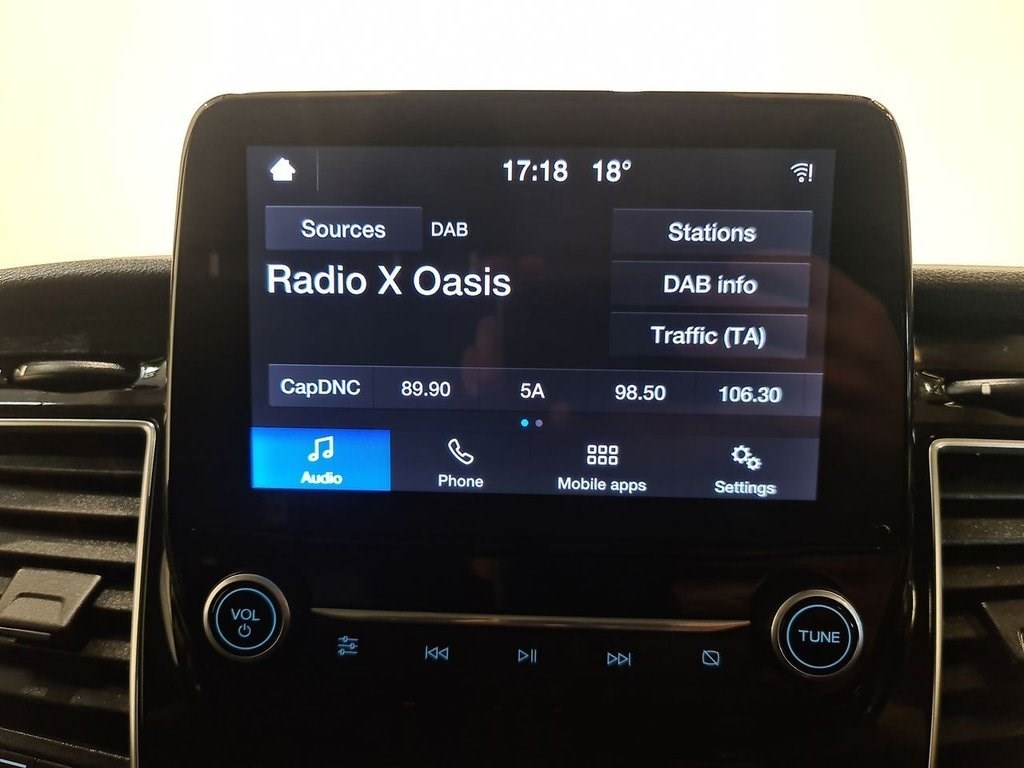 17:18 18°
Sources DAB
Stations
Radio X Oasis
DAB info
Traffic (TA)
CapDNC 89.90 5A 98.50 106.30
Audio Phone Mobile apps Settings
VOL
TUNE